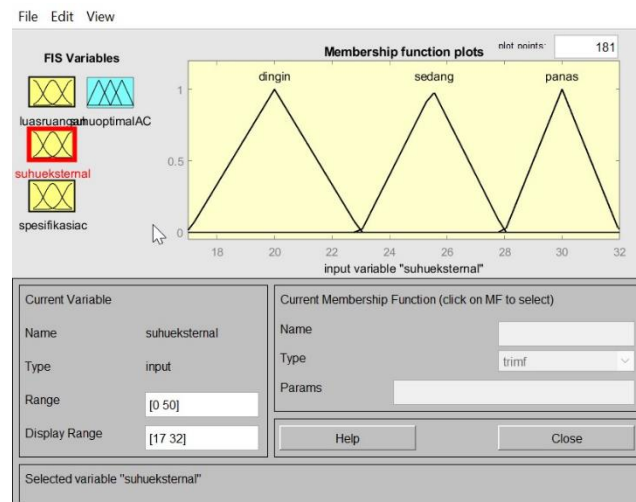 File Edit View
FIS Variables
luasruangan suhuoptimalAC
suhueksternal
spesifikasiac
Membership function plots
plot points:
181
dingin sedang panas
1
0.5
0
18 20 22 24 26 28 30 32
input variable "suhueksternal"
Current Variable
Name suhueksternal
Type input
Range [0 50]
Display Range [17 32]
Current Membership Function (click on MF to select)
Name
Type trimf
Params
Help Close
Selected variable "suhueksternal"